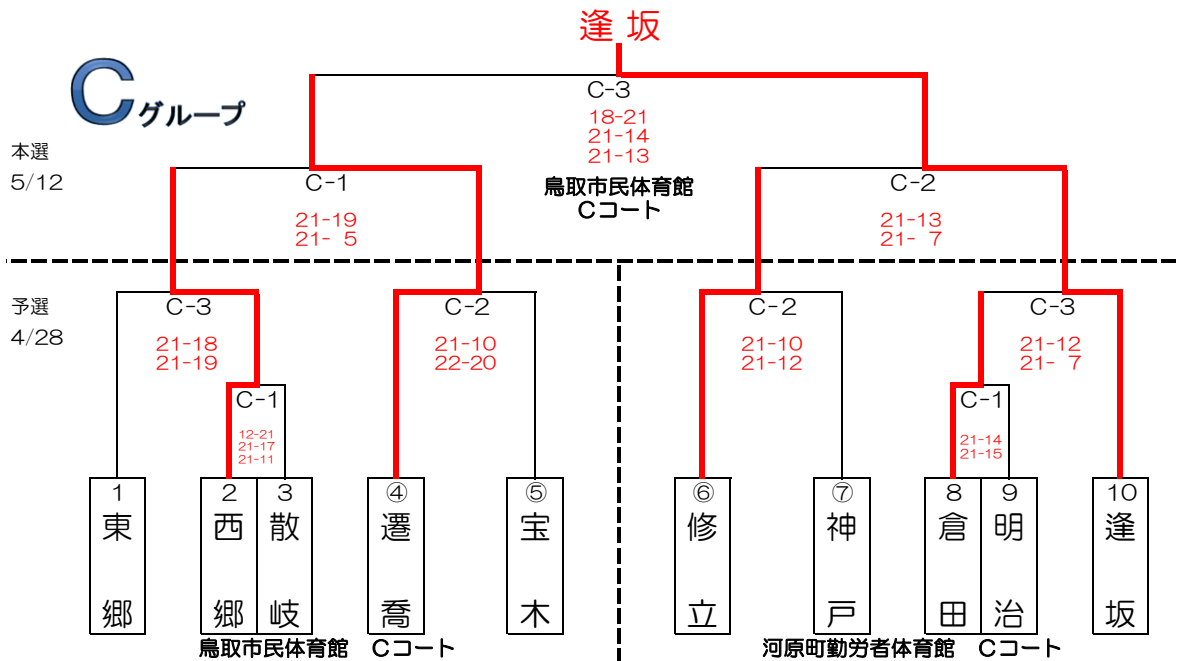 逢坂
Cグループ
C-3
18-21
21-14
21-13
本選
5/12
C-1
鳥取市民体育館
Cコート
C-2
21-19
21- 5
21-13
21- 7
予選
4/28
C-3
C-2
C-2
C-3
21-18
21-19
21-10
22-20
21-10
21-12
21-12
21- 7
C-1
12-21
21-17
21-11
C-1
21-14
21-15
1
東郷
2
西郷
3
散岐
④
遷喬
⑤
宝木
⑥
修立
⑦
神戸
8
倉田
9
明治
10
逢坂
鳥取市民体育館 Cコート
河原町勤労者体育館 Cコート